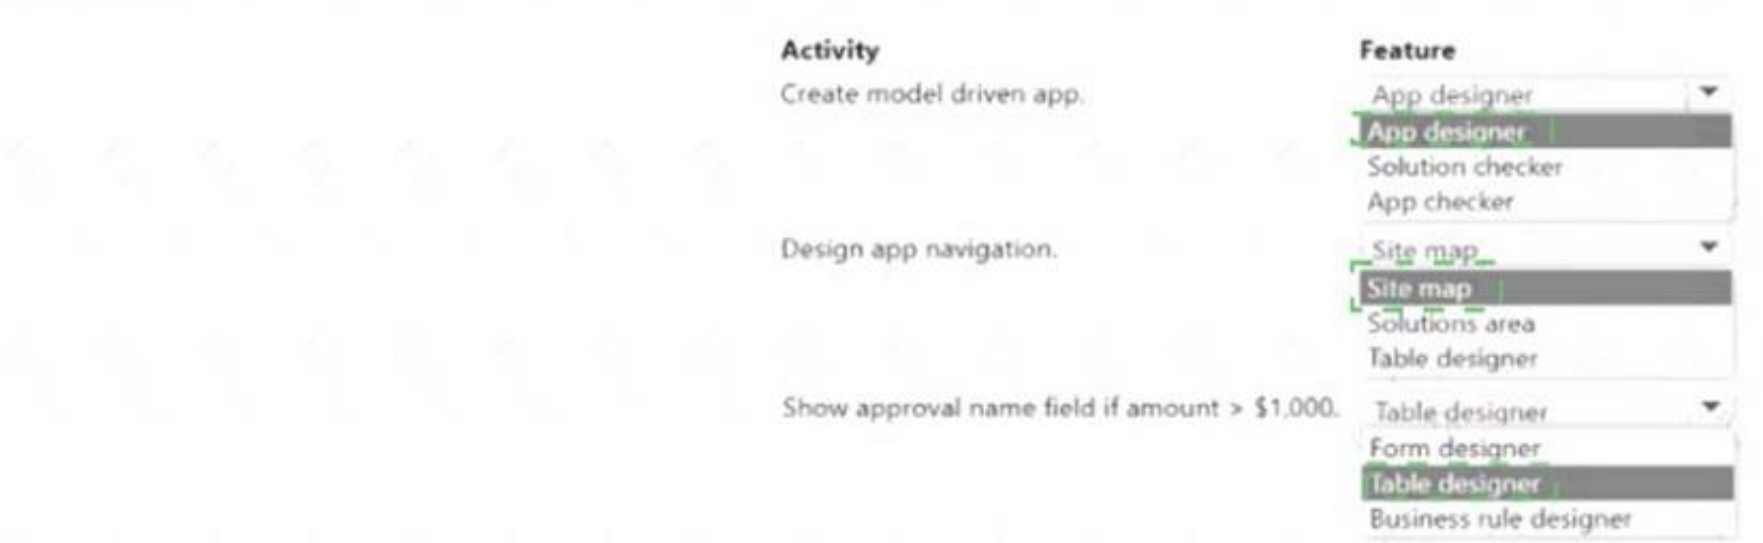 Activity Feature
Create model driven app. App designer
App designer
Solution checker
App checker
Design app navigation. Site map
Site map
Solutions area
Table designer
Show approval name field if amount > $1,000. Table designer
Form designer
Table designer
Business rule designer